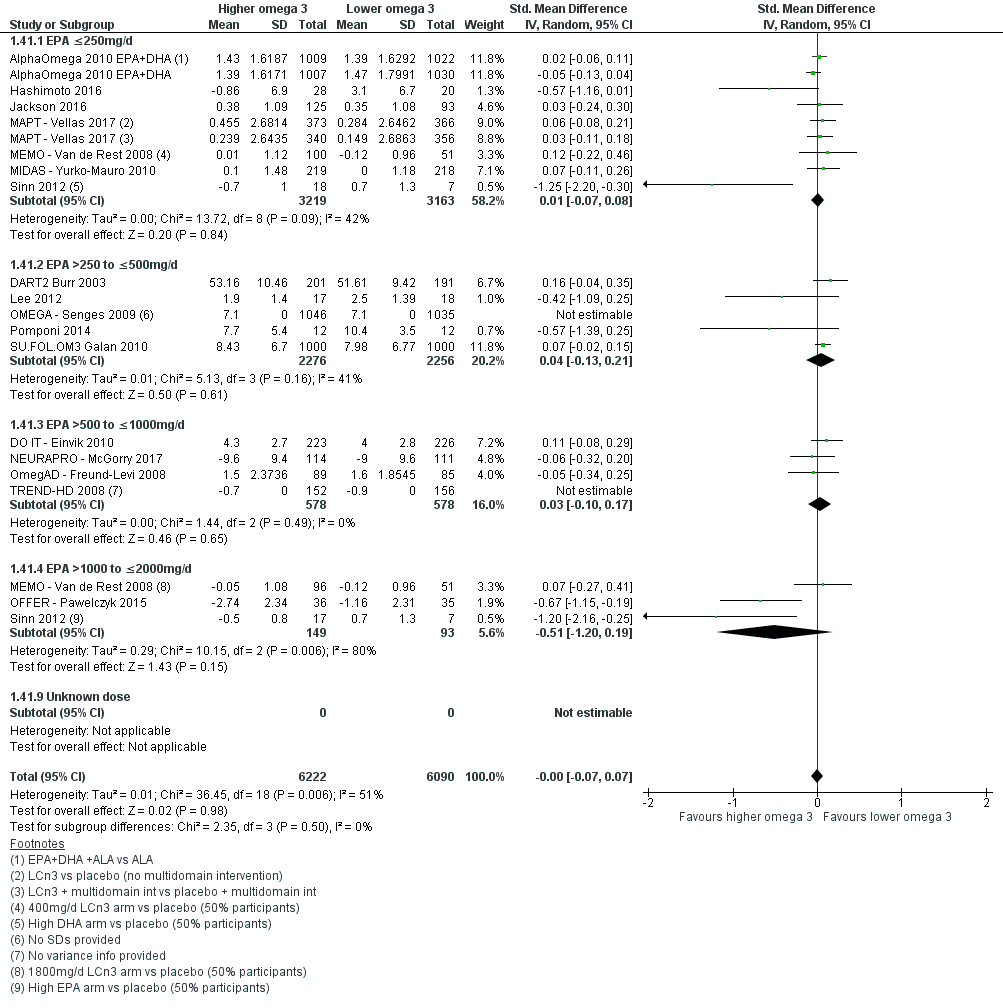 Higher omega 3 Lower omega 3 Std. Mean Difference Std. Mean Difference
Study or Subgroup Mean SD Total Mean SD Total Weight IV, Random, 95% CI IV, Random, 95% CI
1.41.1 EPA ≤250mg/d
AlphaOmega 2010 EPA+DHA (1) 1.43 1.6187 1009 1.39 1.6292 1022 11.8% 0.02 [-0.06, 0.11]
AlphaOmega 2010 EPA+DHA 1.39 1.6171 1007 1.47 1.7991 1030 11.8% -0.05 [-0.13, 0.04]
Hashimoto 2016 -0.86 6.9 28 3.1 6.7 20 1.4% -0.57 [-1.16, 0.01]
Jackson 2016 0.38 1.09 125 0.35 1.08 93 4.6% 0.03 [-0.24, 0.30]
MAPT - Vellas 2017 (2) 0.455 2.6814 373 0.284 2.6462 366 9.0% 0.06 [-0.08, 0.21]
MAPT - Vellas 2017 (3) 0.239 2.6435 340 0.149 2.6863 356 8.8% 0.03 [-0.11, 0.18]
MEMO - Van de Rest 2008 (4) 0.01 1.12 100 -0.12 0.96 51 3.3% 0.12 [-0.22, 0.46]
MIDAS - Yurko-Mauro 2010 0.1 1.48 219 0 1.18 218 7.1% 0.07 [-0.11, 0.26]
Sinn 2012 (5) -0.7 1 18 0.7 1.3 7 0.5% -1.25 [-2.20, -0.30]
Subtotal (95% CI) 3219 3163 58.2% 0.01 [-0.07, 0.08]
Heterogeneity: Tau² = 0.00; Chi² = 13.72, df = 8 (P = 0.09); I² = 42%
Test for overall effect: Z = 0.20 (P = 0.84)
1.41.2 EPA >250 to ≤500mg/d
DART2 Burr 2003 53.16 10.46 201 51.61 9.42 191 6.7% 0.16 [-0.04, 0.35]
Lee 2012 1.9 1.4 17 2.5 1.39 18 1.0% -0.42 [-1.09, 0.25]
OMEGA - Senges 2009 (6) 7.1 0 1046 7.1 0 1035 Not estimable
Pomponi 2014 7.7 5.4 12 10.4 3.5 12 0.7% -0.57 [-1.39, 0.25]
SU.FOL.OM3 Galan 2010 8.43 6.7 1000 7.98 6.77 1000 11.8% 0.07 [-0.02, 0.15]
Subtotal (95% CI) 2276 2256 20.2% 0.04 [-0.13, 0.21]
Heterogeneity: Tau² = 0.01; Chi² = 5.13, df = 3 (P = 0.16); I² = 41%
Test for overall effect: Z = 0.50 (P = 0.61)
1.41.3 EPA >500 to ≤1000mg/d
DO IT - Einvik 2010 4.3 2.7 223 4 2.8 226 7.2% 0.11 [-0.08, 0.29]
NEURAPRO - McGorry 2017 -9.6 9.4 114 -9 9.6 111 4.8% -0.06 [-0.32, 0.20]
OmegAD - Freund-Levi 2008 1.5 2.3736 89 1.6 1.8545 85 4.0% -0.05 [-0.34, 0.25]
TREND-HD 2008 (7) -0.7 0 152 -0.9 0 156 Not estimable
Subtotal (95% CI) 578 578 16.0% 0.03 [-0.10, 0.17]
Heterogeneity: Tau² = 0.00; Chi² = 1.44, df = 2 (P = 0.49); I² = 0%
Test for overall effect: Z = 0.46 (P = 0.65)
1.41.4 EPA >1000 to ≤2000mg/d
MEMO - Van de Rest 2008 (8) -0.05 1.08 96 -0.12 0.96 51 3.3% 0.07 [-0.27, 0.41]
OFFER - Pawelczyk 2015 -2.74 2.34 36 -1.16 2.31 35 1.9% -0.67 [-1.15, -0.19]
Sinn 2012 (9) -0.5 0.8 17 0.7 1.3 7 0.5% -1.20 [-2.16, -0.25]
Subtotal (95% CI) 149 93 5.6% -0.51 [-1.20, 0.19]
Heterogeneity: Tau² = 0.29; Chi² = 10.15, df = 2 (P = 0.006); I² = 80%
Test for overall effect: Z = 1.43 (P = 0.15)
1.41.9 Unknown dose
Subtotal (95% CI) 0 0 Not estimable
Heterogeneity: Not applicable
Test for overall effect: Not applicable
Total (95% CI) 6222 6090 100.0% -0.00 [-0.07, 0.07]
Heterogeneity: Tau² = 0.01; Chi² = 36.45, df = 18 (P = 0.006); I² = 51%
Test for overall effect: Z = 0.02 (P = 0.98)
Test for subgroup differences: Chi² = 2.35, df = 3 (P = 0.50), I² = 0%
-2 -1 0 1 2
Favours higher omega 3 Favours lower omega 3
Footnotes
(1) EPA+DHA +ALA vs ALA
(2) LCn3 vs placebo (no multidomain intervention)
(3) LCn3 + multidomain int vs placebo + multidomain int
(4) 400mg/d LCn3 arm vs placebo (50% participants)
(5) High DHA arm vs placebo (50% participants)
(6) No SDs provided
(7) No variance info provided
(8) 1800mg/d LCn3 arm vs placebo (50% participants)
(9) High EPA arm vs placebo (50% participants)